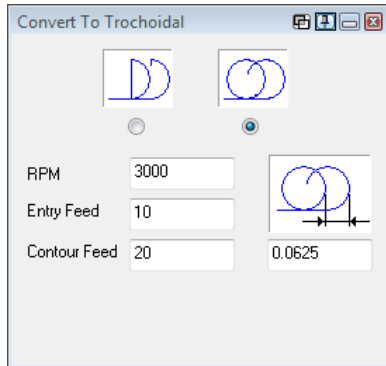 Convert To Trochoidal
RPM 3000
Entry Feed 10
Contour Feed 20 0.0625